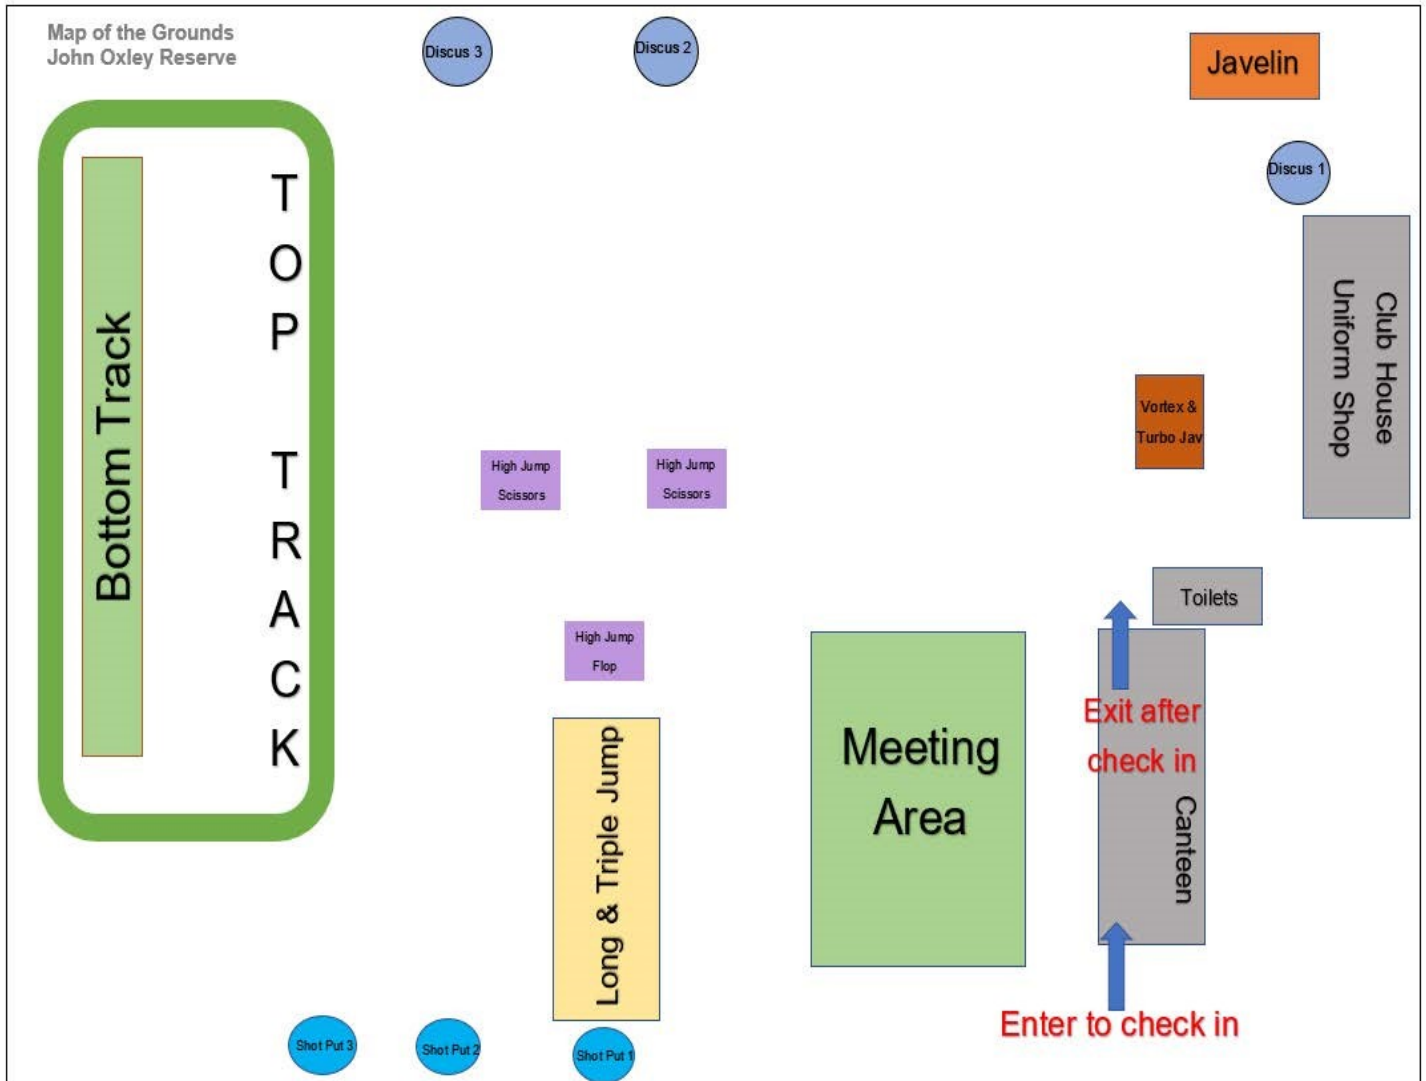 Map of the Grounds
John Oxley Reserve
Discus 3
Discus 2
Javelin
Discus 1
TOP TRACK
Bottom Track
Club House
Uniform Shop
Vortex &
Turbo Jav
High Jump
Scissors
High Jump
Scissors
Toilets
High Jump
Flop
Exit after
check in
Meeting
Area
Long & Triple Jump
Canteen
Enter to check in
Shot Put 3
Shot Put 2
Shot Put 1